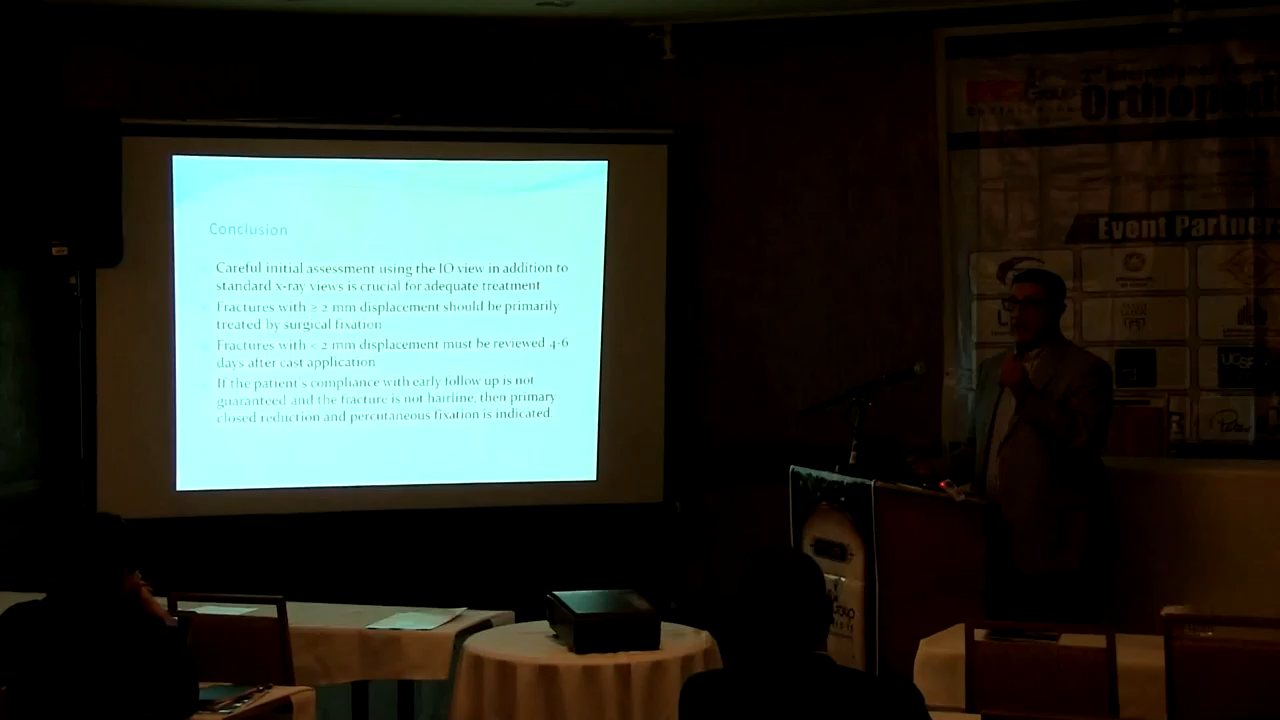 Conclusion
Careful initial assessment using the IO view in addition to
standard x-ray views is crucial for adequate treatment
Fractures with ≥ 2 mm displacement should be primarily
treated by surgical fixation
Fractures with < 2 mm displacement must be reviewed 4-6
days after cast application
If the patient's compliance with early follow up is not
guaranteed and the fracture is not hairline, then primary
closed reduction and percutaneous fixation is indicated
Event Partner
UCSF